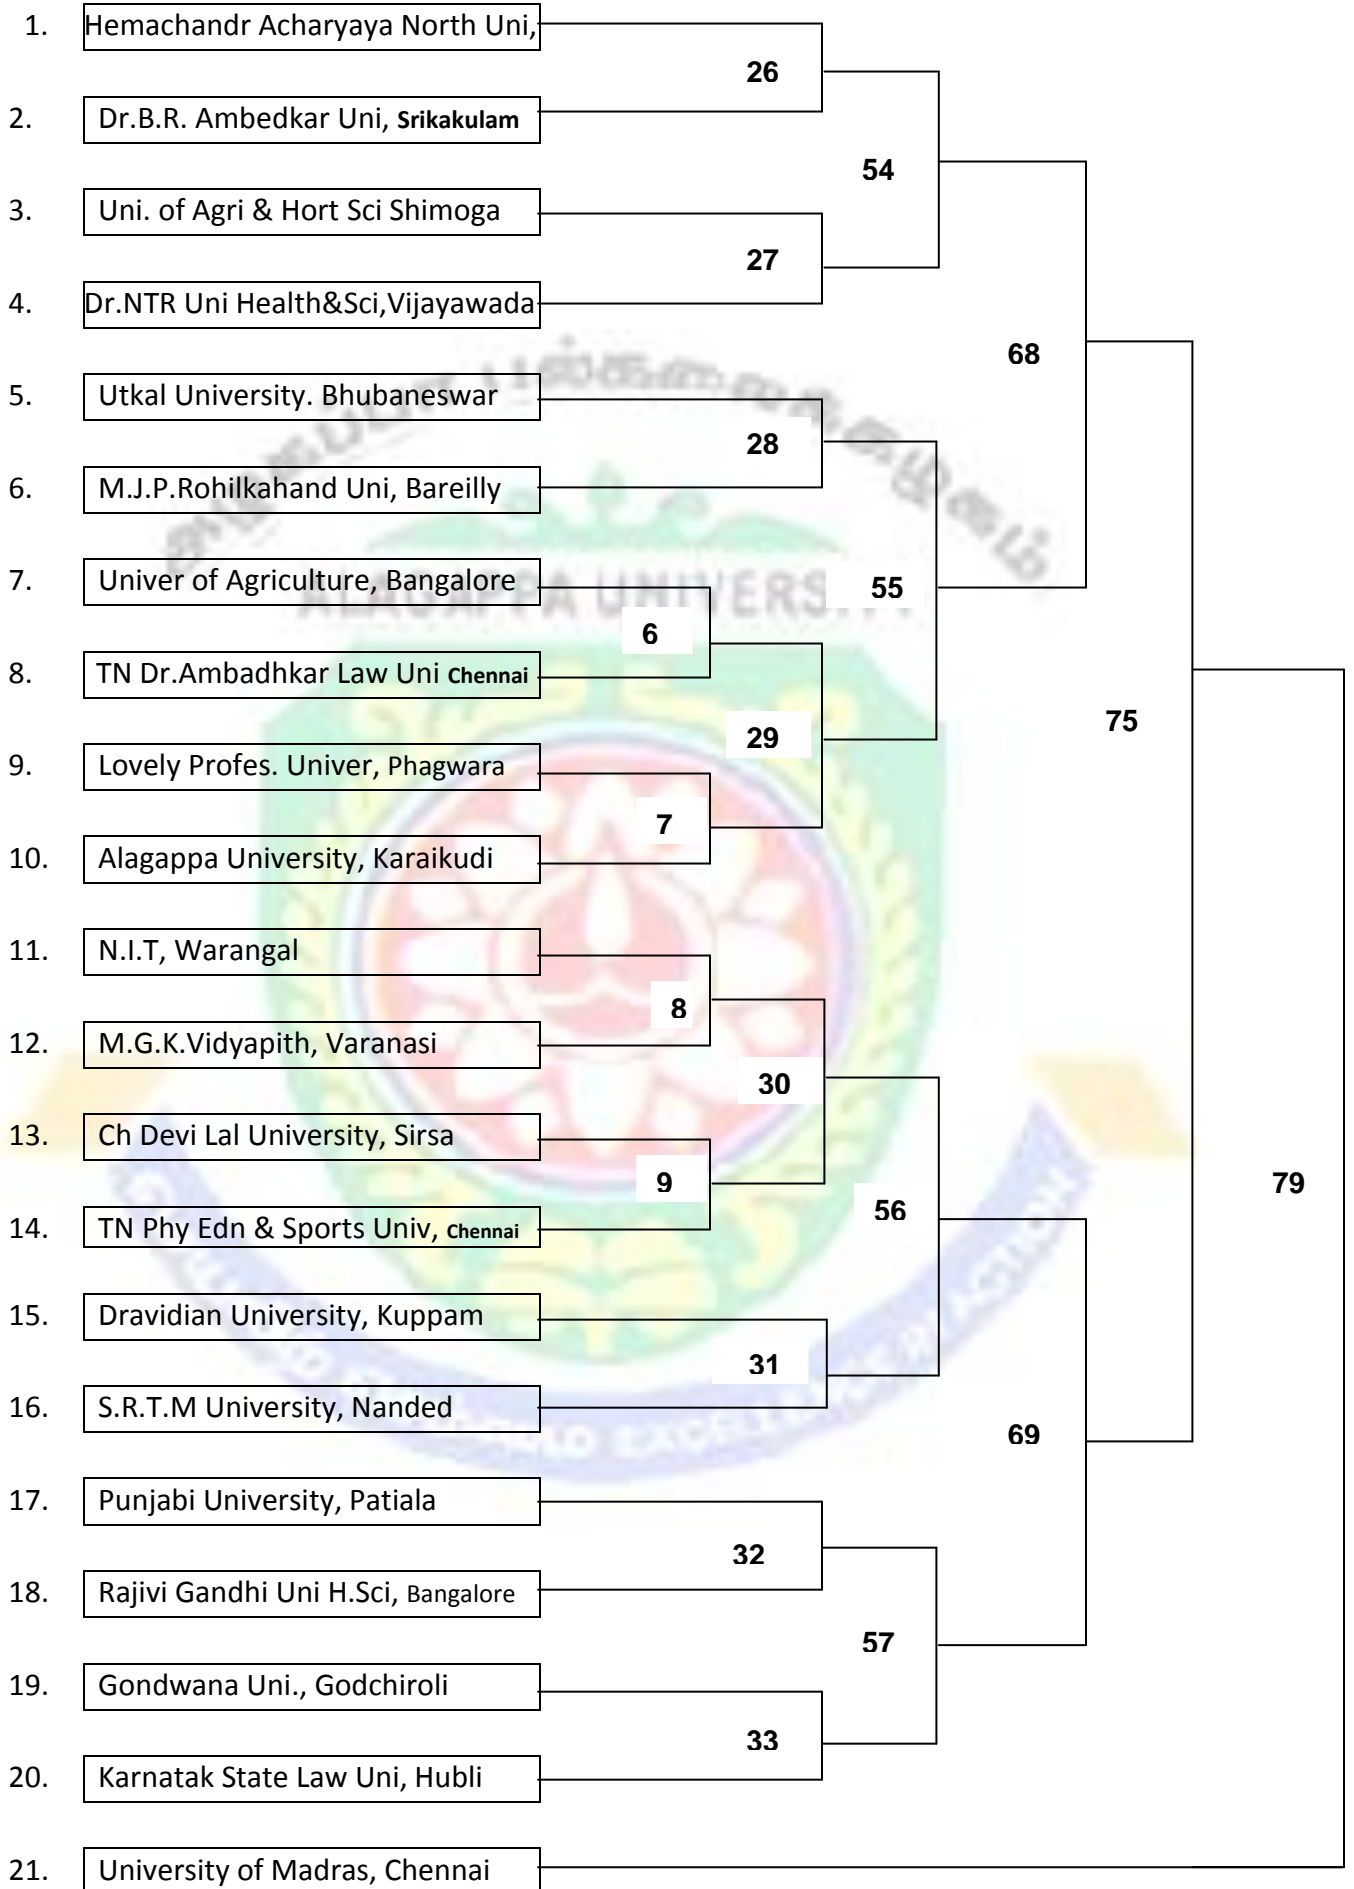 1. Hemachandr Acharyaya North Uni,
26
2. Dr.B.R. Ambedkar Uni, Srikakulam
54
3. Uni. of Agri & Hort Sci Shimoga
27
4. Dr.NTR Uni Health&Sci,Vijayawada
68
5. Utkal University. Bhubaneswar
28
6. M.J.P.Rohilkahand Uni, Bareilly
7. Univer of Agriculture, Bangalore
55
ALAGAPPA UNIVERSITY
6
8. TN Dr.Ambadhkar Law Uni Chennai
75
29
9. Lovely Profes. Univer, Phagwara
7
10. Alagappa University, Karaikudi
11. N.I.T, Warangal
8
12. M.G.K.Vidyapith, Varanasi
30
13. Ch Devi Lal University, Sirsa
9
79
56
14. TN Phy Edn & Sports Univ, Chennai
15. Dravidian University, Kuppam
31
16. S.R.T.M University, Nanded
69
17. Punjabi University, Patiala
32
18. Rajivi Gandhi Uni H.Sci, Bangalore
57
19. Gondwana Uni., Godchiroli
33
20. Karnatak State Law Uni, Hubli
21. University of Madras, Chennai